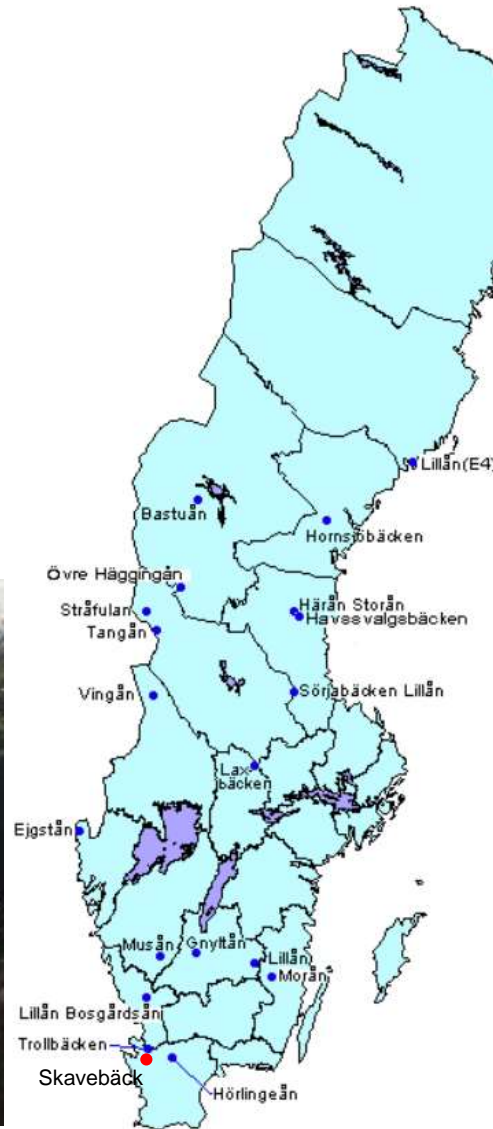 Lillån(E4)
Bastuån
Hornsjöbäcken
Övre Häggingån
Stråfulan
Härån Storån
Havssvalgsbäcken
Tangån
Vingån
Sörjabäcken Lillån
Lax-
bäcken
Ejgstån
Musån
Gnyltån
Lillån
Morån
Lillån Bosgårdsån
Trollbäcken
Skavebäck
Hörlingeån